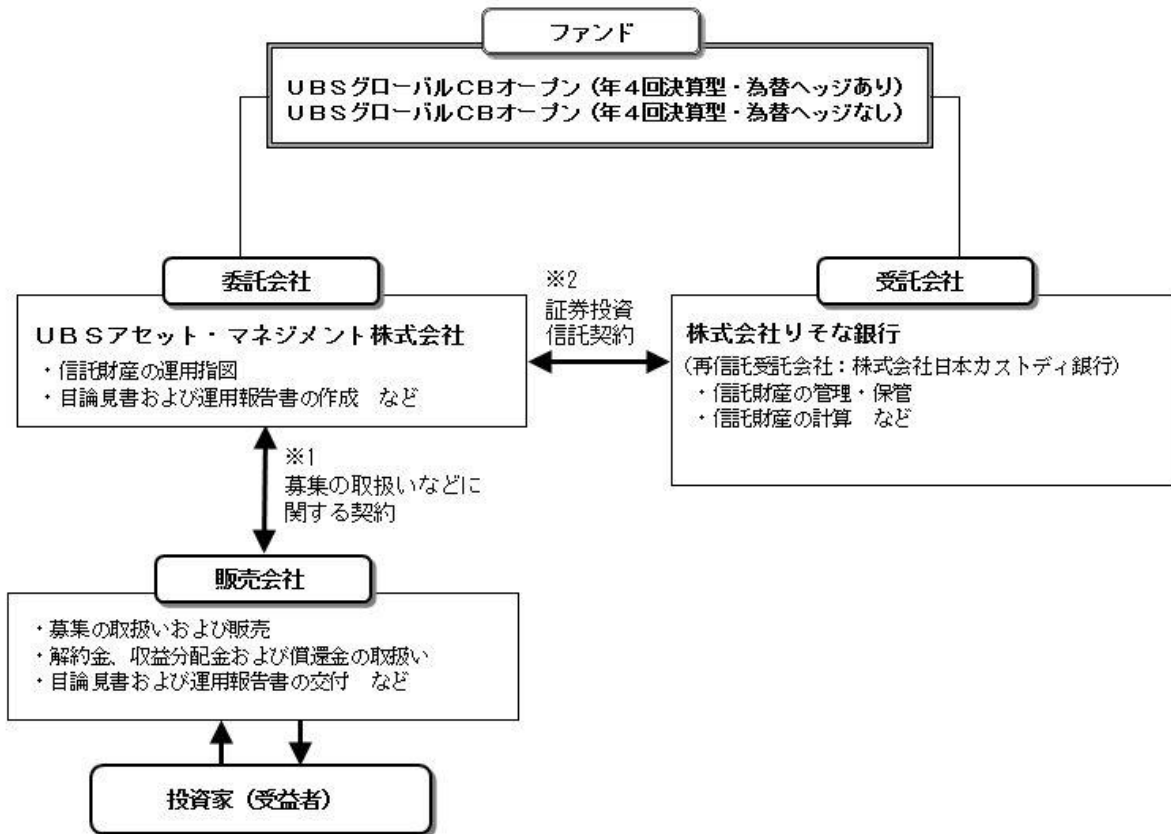 ファンド
UBSグローバルCBオープン（年4回決算型・為替ヘッジあり）
UBSグローバルCBオープン（年4回決算型・為替ヘッジなし）
委託会社
UBSアセット・マネジメント株式会社
・信託財産の運用指図
・目論見書および運用報告書の作成　など
※2
証券投資
信託契約
受託会社
株式会社りそな銀行
(再信託受託会社：株式会社日本カストディ銀行)
・信託財産の管理・保管
・信託財産の計算　など
※1
募集の取扱いなどに
関する契約
販売会社
・募集の取扱いおよび販売
・解約金、収益分配金および償還金の取扱い
・目論見書および運用報告書の交付　など
投資家（受益者）